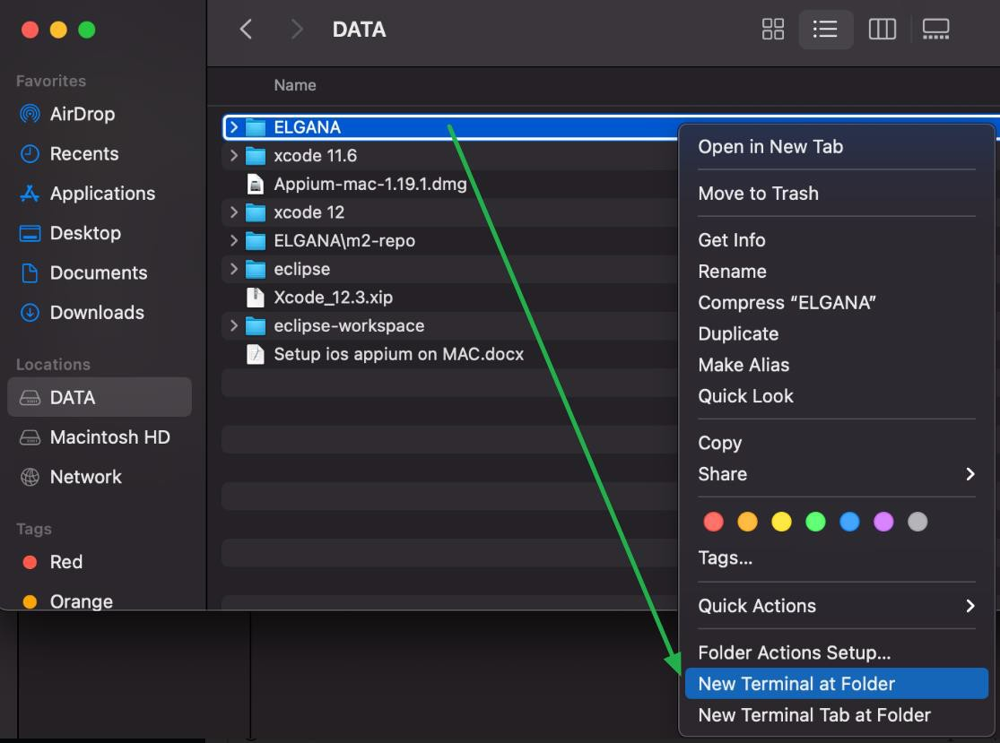 DATA
Favorites
AirDrop
Recents
Applications
Desktop
Documents
Downloads
Locations
DATA
Macintosh HD
Network
Tags
Red
Orange
Name
ELGANA
xcode 11.6
Appium-mac-1.19.1.dmg
xcode 12
ELGANA\m2-repo
eclipse
Xcode_12.3.xip
eclipse-workspace
Setup ios appium on MAC.docx
Open in New Tab
Move to Trash
Get Info
Rename
Compress “ELGANA”
Duplicate
Make Alias
Quick Look
Copy
Share
Tags...
Quick Actions
Folder Actions Setup...
New Terminal at Folder
New Terminal Tab at Folder